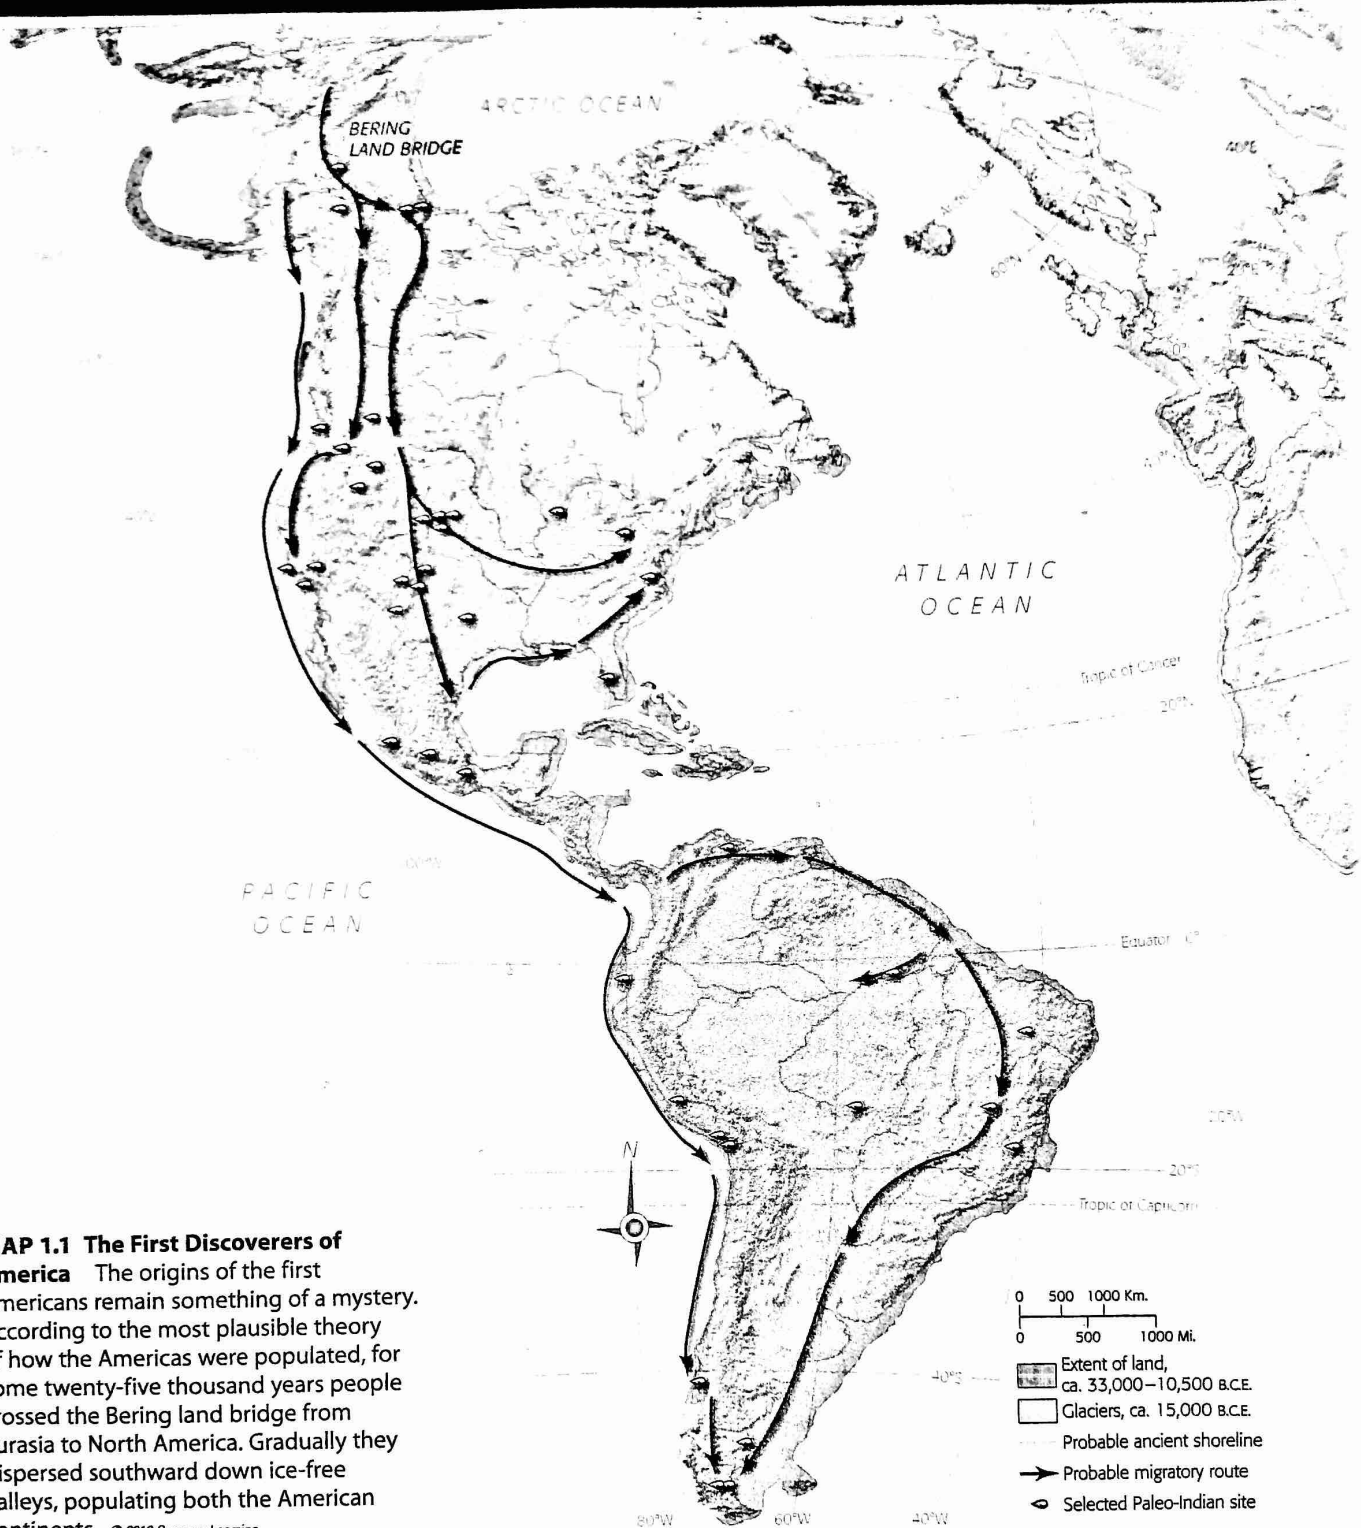 ARCTIC OCEAN
BERING
LAND BRIDGE
40°E
60°N
20°E
0°
ATLANTIC
OCEAN
Tropic of Cancer
20°N
PACIFIC
OCEAN
Equator 0°
N
20°W
20°S
Tropic of Capricorn
40°S
80°W
60°W
40°W
AP 1.1 The First Discoverers of
merica The origins of the first
mericans remain something of a mystery.
ccording to the most plausible theory
f how the Americas were populated, for
ome twenty-five thousand years people
rossed the Bering land bridge from
urasia to North America. Gradually they
ispersed southward down ice-free
alleys, populating both the American
0 500 1000 Km.
0 500 1000 Mi.
Extent of land,
ca. 33,000–10,500 B.C.E.
Glaciers, ca. 15,000 B.C.E.
Probable ancient shoreline
Probable migratory route
Selected Paleo-Indian site